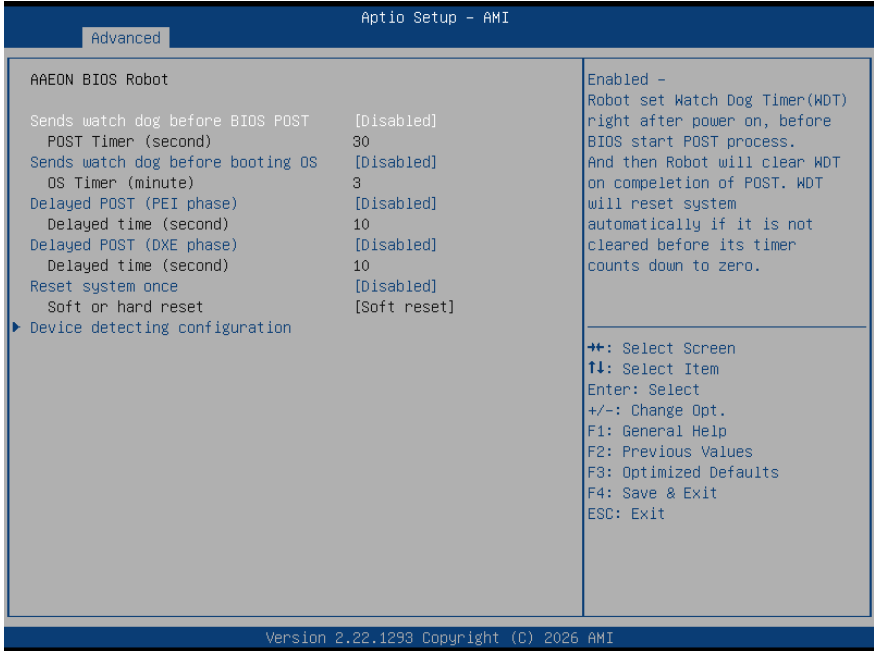 Aptio Setup – AMI
Advanced
AAEON BIOS Robot
Sends watch dog before BIOS POST [Disabled]
POST Timer (second) 30
Sends watch dog before booting OS [Disabled]
OS Timer (minute) 3
Delayed POST (PEI phase) [Disabled]
Delayed time (second) 10
Delayed POST (DXE phase) [Disabled]
Delayed time (second) 10
Reset system once [Disabled]
Soft or hard reset [Soft reset]
Device detecting configuration
Enabled –
Robot set Watch Dog Timer(WDT)
right after power on, before
BIOS start POST process.
And then Robot will clear WDT
on compeletion of POST. WDT
will reset system
automatically if it is not
cleared before its timer
counts down to zero.
→←: Select Screen
↑↓: Select Item
Enter: Select
+/-: Change Opt.
F1: General Help
F2: Previous Values
F3: Optimized Defaults
F4: Save & Exit
ESC: Exit
Version 2.22.1293 Copyright (C) 2026 AMI